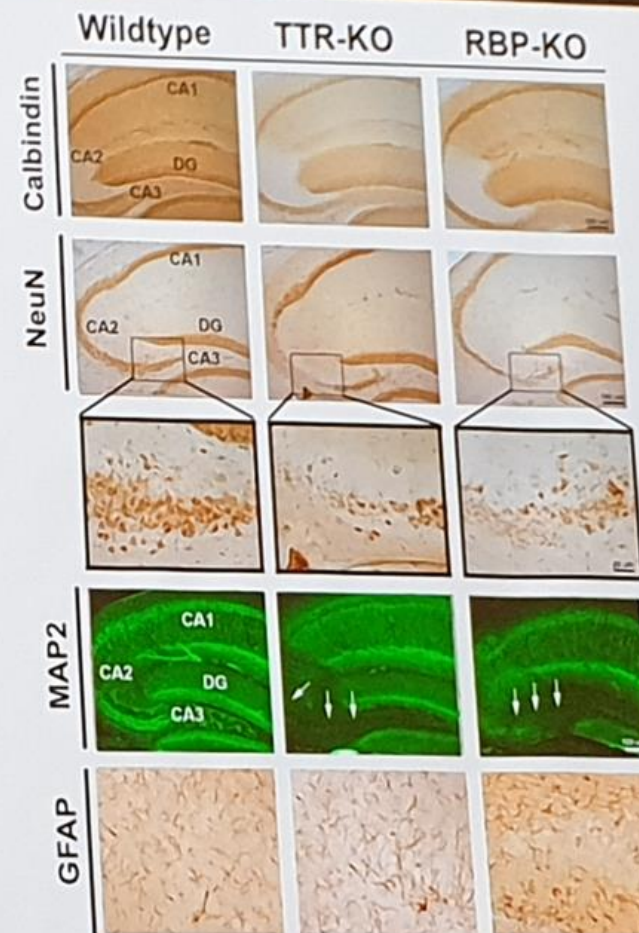 Wildtype TTR-KO RBP-KO
Calbindin
CA1
CA2
DG
CA3
NeuN
CA1
CA2
DG
CA3
MAP2
CA1
CA2
DG
CA3
GFAP